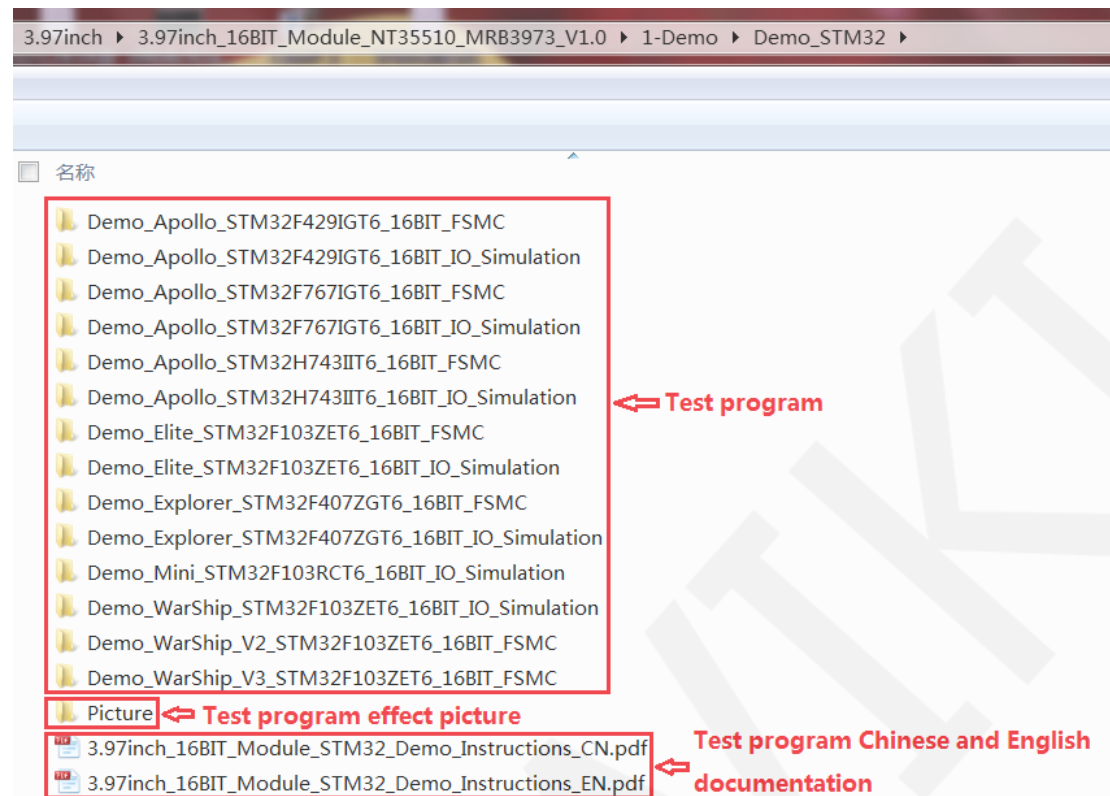 3.97inch ▸ 3.97inch_16BIT_Module_NT35510_MRB3973_V1.0 ▸ 1-Demo ▸ Demo_STM32 ▸
名称
Demo_Apollo_STM32F429IGT6_16BIT_FSMC
Demo_Apollo_STM32F429IGT6_16BIT_IO_Simulation
Demo_Apollo_STM32F767IGT6_16BIT_FSMC
Demo_Apollo_STM32F767IGT6_16BIT_IO_Simulation
Demo_Apollo_STM32H743IIT6_16BIT_FSMC
Demo_Apollo_STM32H743IIT6_16BIT_IO_Simulation
Test program
Demo_Elite_STM32F103ZET6_16BIT_FSMC
Demo_Elite_STM32F103ZET6_16BIT_IO_Simulation
Demo_Explorer_STM32F407ZGT6_16BIT_FSMC
Demo_Explorer_STM32F407ZGT6_16BIT_IO_Simulation
Demo_Mini_STM32F103RCT6_16BIT_IO_Simulation
Demo_WarShip_STM32F103ZET6_16BIT_IO_Simulation
Demo_WarShip_V2_STM32F103ZET6_16BIT_FSMC
Demo_WarShip_V3_STM32F103ZET6_16BIT_FSMC
Picture
Test program effect picture
3.97inch_16BIT_Module_STM32_Demo_Instructions_CN.pdf
3.97inch_16BIT_Module_STM32_Demo_Instructions_EN.pdf
Test program Chinese and English
documentation